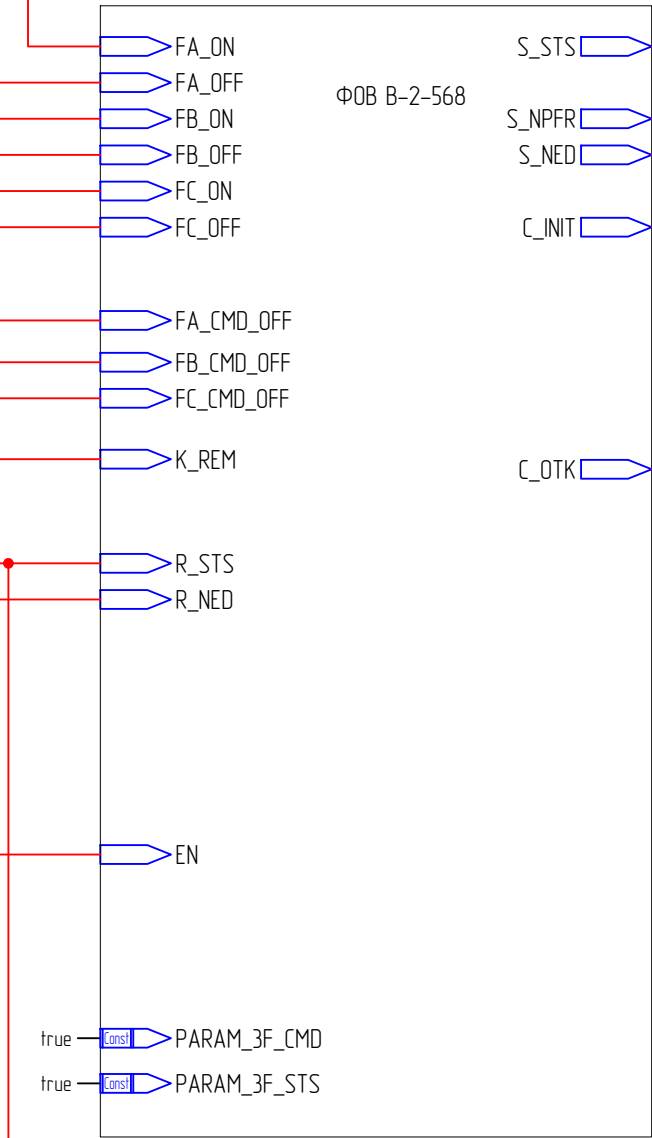 FA_ON S_STS
FA_OFF
ФОВ В-2-568
FB_ON S_NPFR
FB_OFF S_NED
FC_ON
FC_OFF C_INIT
FA_CMD_OFF
FB_CMD_OFF
FC_CMD_OFF
K_REM
C_OTK
R_STS
R_NED
EN
true Const PARAM_3F_CMD
true Const PARAM_3F_STS